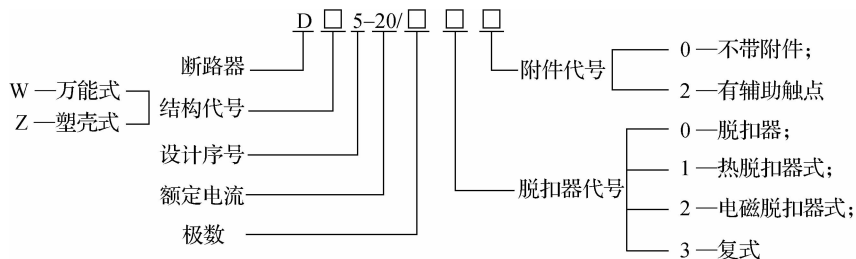 D □ 5–20/□ □ □
断路器
W —万能式
Z —塑壳式
结构代号
设计序号
额定电流
极数
附件代号
0 —不带附件；
2 —有辅助触点
脱扣器代号
0 —脱扣器；
1 —热脱扣器式；
2 —电磁脱扣器式；
3 —复式